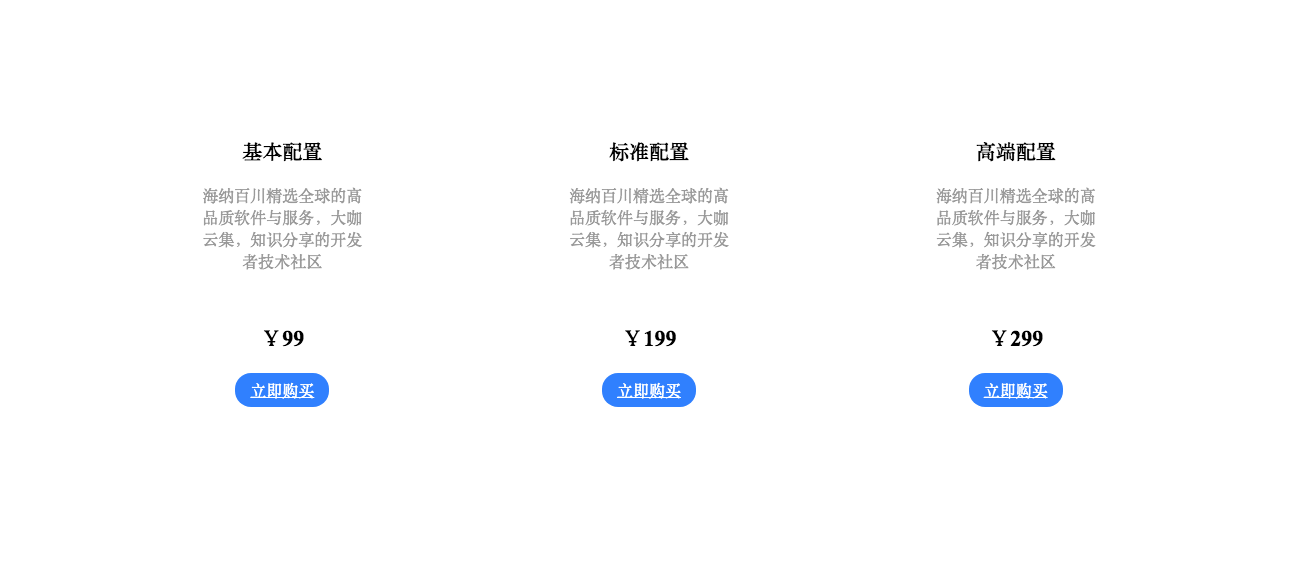 基本配置
海纳百川精选全球的高
品质软件与服务，大咖
云集，知识分享的开发
者技术社区
￥99
立即购买
标准配置
海纳百川精选全球的高
品质软件与服务，大咖
云集，知识分享的开发
者技术社区
￥199
立即购买
高端配置
海纳百川精选全球的高
品质软件与服务，大咖
云集，知识分享的开发
者技术社区
￥299
立即购买